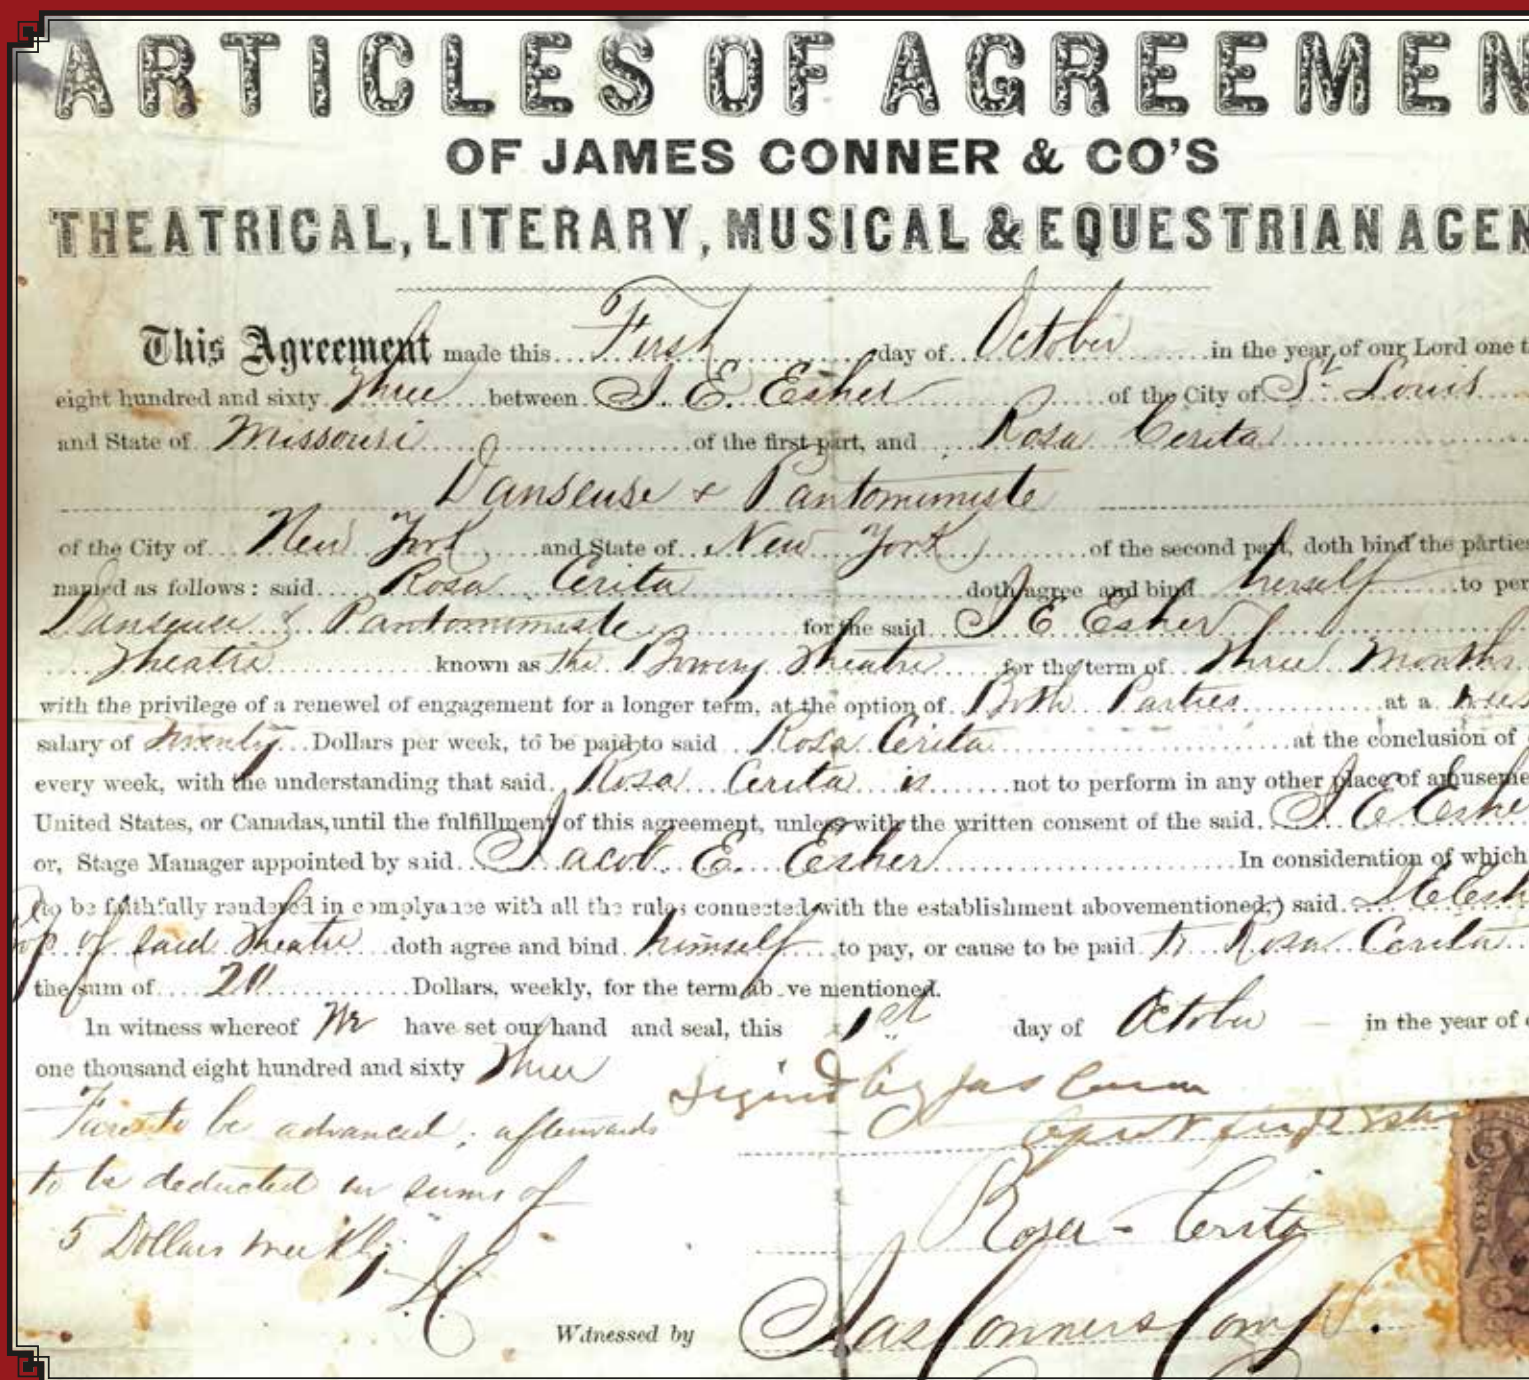 ARTICLES OF AGREEMEN
OF JAMES CONNER & CO'S
THEATRICAL, LITERARY, MUSICAL & EQUESTRIAN AGEN
This Agreement made this First day of October in the year of our Lord one t
eight hundred and sixty three between J. E. Esher of the City of St. Louis
and State of Missouri of the first part, and Rosa Cerita
Danseuse & Pantomimiste
of the City of New York, and State of New York, of the second part, doth bind the parties
named as follows: said Rosa Cerita doth agree and bind herself to per
Danseuse & Pantomimiste for the said J E Esher
Theatre known as The Bowery Theatre for the term of three months
with the privilege of a renewel of engagement for a longer term, at the option of Both Parties at a
salary of twenty Dollars per week, to be paid to said Rosa Cerita at the conclusion of
every week, with the understanding that said Rosa Cerita is not to perform in any other place of amuseme
United States, or Canadas, until the fulfillment of this agreement, unless with the written consent of the said J E Eshe
or, Stage Manager appointed by said Jacob E. Esher In consideration of which
(to be faithfully rendered in complyance with all the rules connected with the establishment abovementioned,) said J E Esh
of said Theatre doth agree and bind himself to pay, or cause to be paid to Rosa Cerita
the sum of 20 Dollars, weekly, for the term ab ve mentioned.
In witness whereof We have set our hand and seal, this 1st day of October in the year of
one thousand eight hundred and sixty three
Signed by Jas
Fare to be advanced; afterwards
to be deducted in sums of
5 Dollars weekly
J.C
Rosa - Cerita
Witnessed by Jas Conners Comp
5